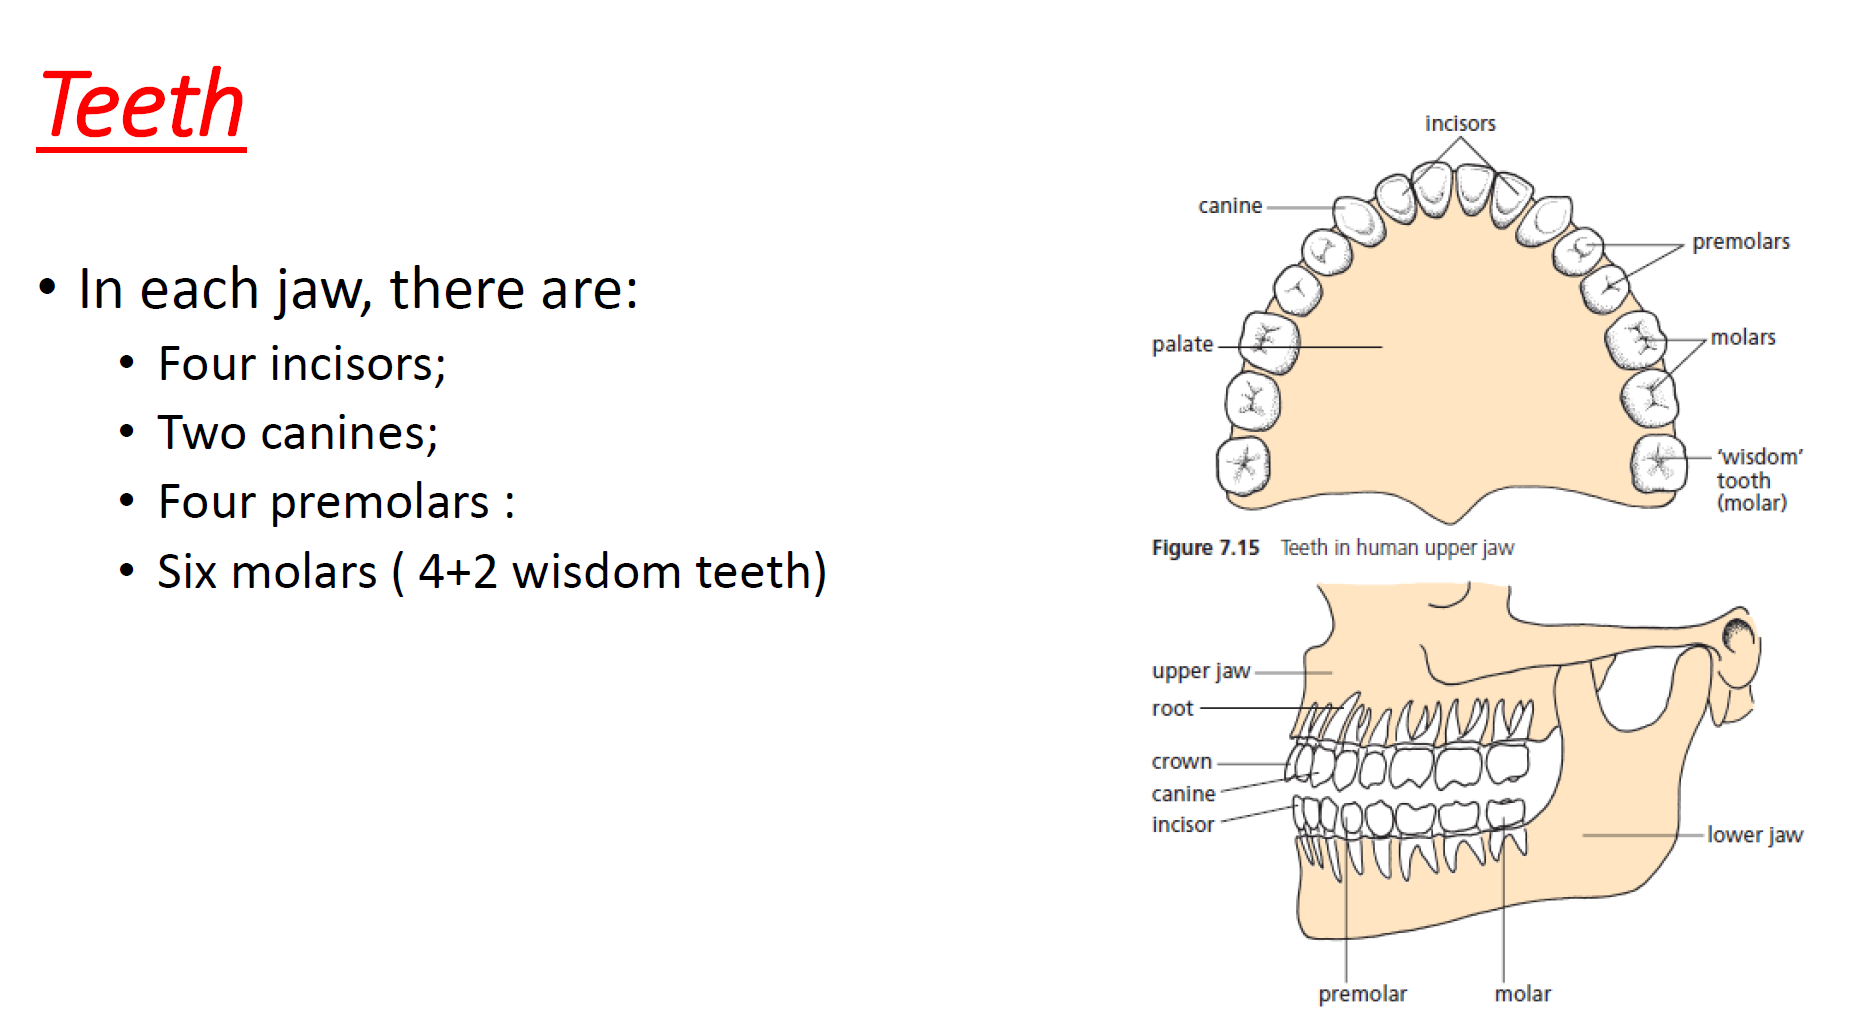 Teeth
• In each jaw, there are:
• Four incisors;
• Two canines;
• Four premolars :
• Six molars ( 4+2 wisdom teeth)
incisors
canine
premolars
palate
molars
‘wisdom’
tooth
(molar)
Figure 7.15 Teeth in human upper jaw
upper jaw
root
crown
canine
incisor
lower jaw
premolar
molar